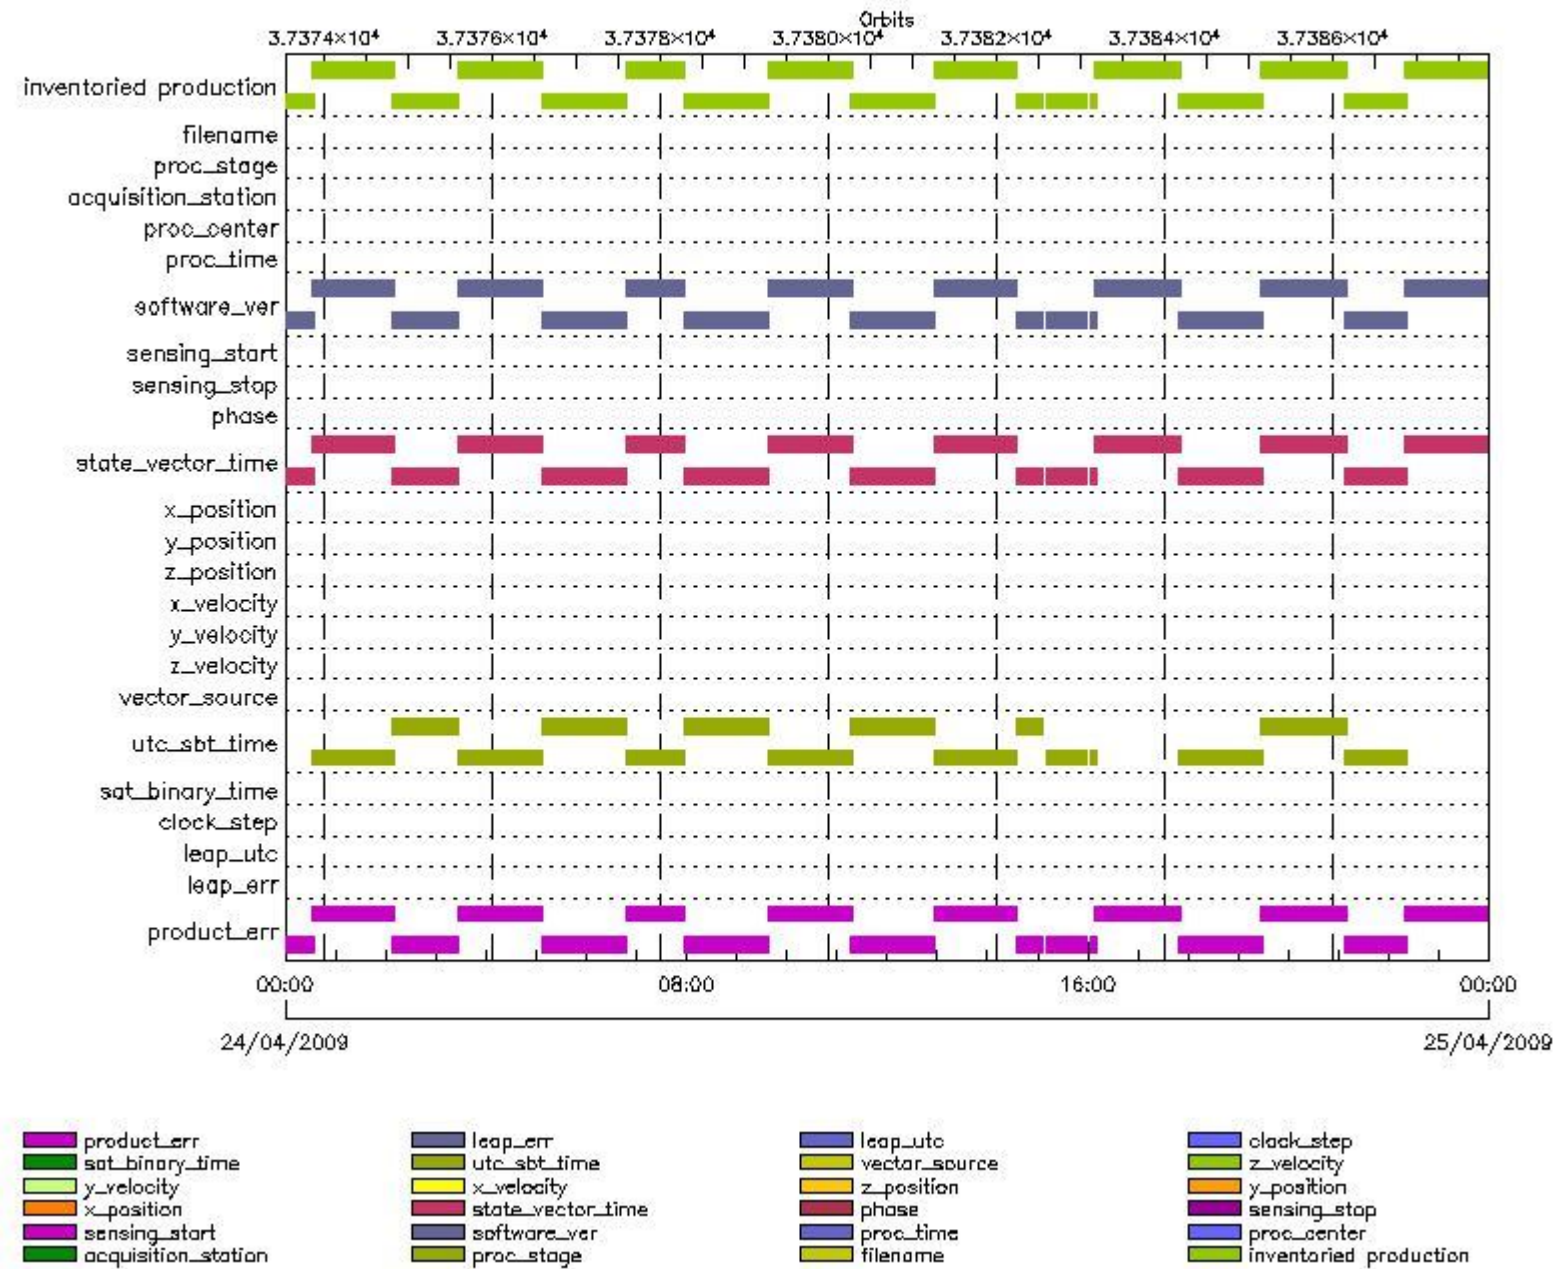 Orbits
3.7374×10⁴ 3.7376×10⁴ 3.7378×10⁴ 3.7380×10⁴ 3.7382×10⁴ 3.7384×10⁴ 3.7386×10⁴
inventoried production
filename
proc_stage
acquisition_station
proc_center
proc_time
software_ver
sensing_start
sensing_stop
phase
state_vector_time
x_position
y_position
z_position
x_velocity
y_velocity
z_velocity
vector_source
utc_sbt_time
sat_binary_time
clock_step
leap_utc
leap_err
product_err
00:00 08:00 16:00 00:00
24/04/2009 25/04/2009
product_err leap_err leap_utc clock_step
sat_binary_time utc_sbt_time vector_source z_velocity
y_velocity x_velocity z_position y_position
x_position state_vector_time phase sensing_stop
sensing_start software_ver proc_time proc_center
acquisition_station proc_stage filename inventoried production